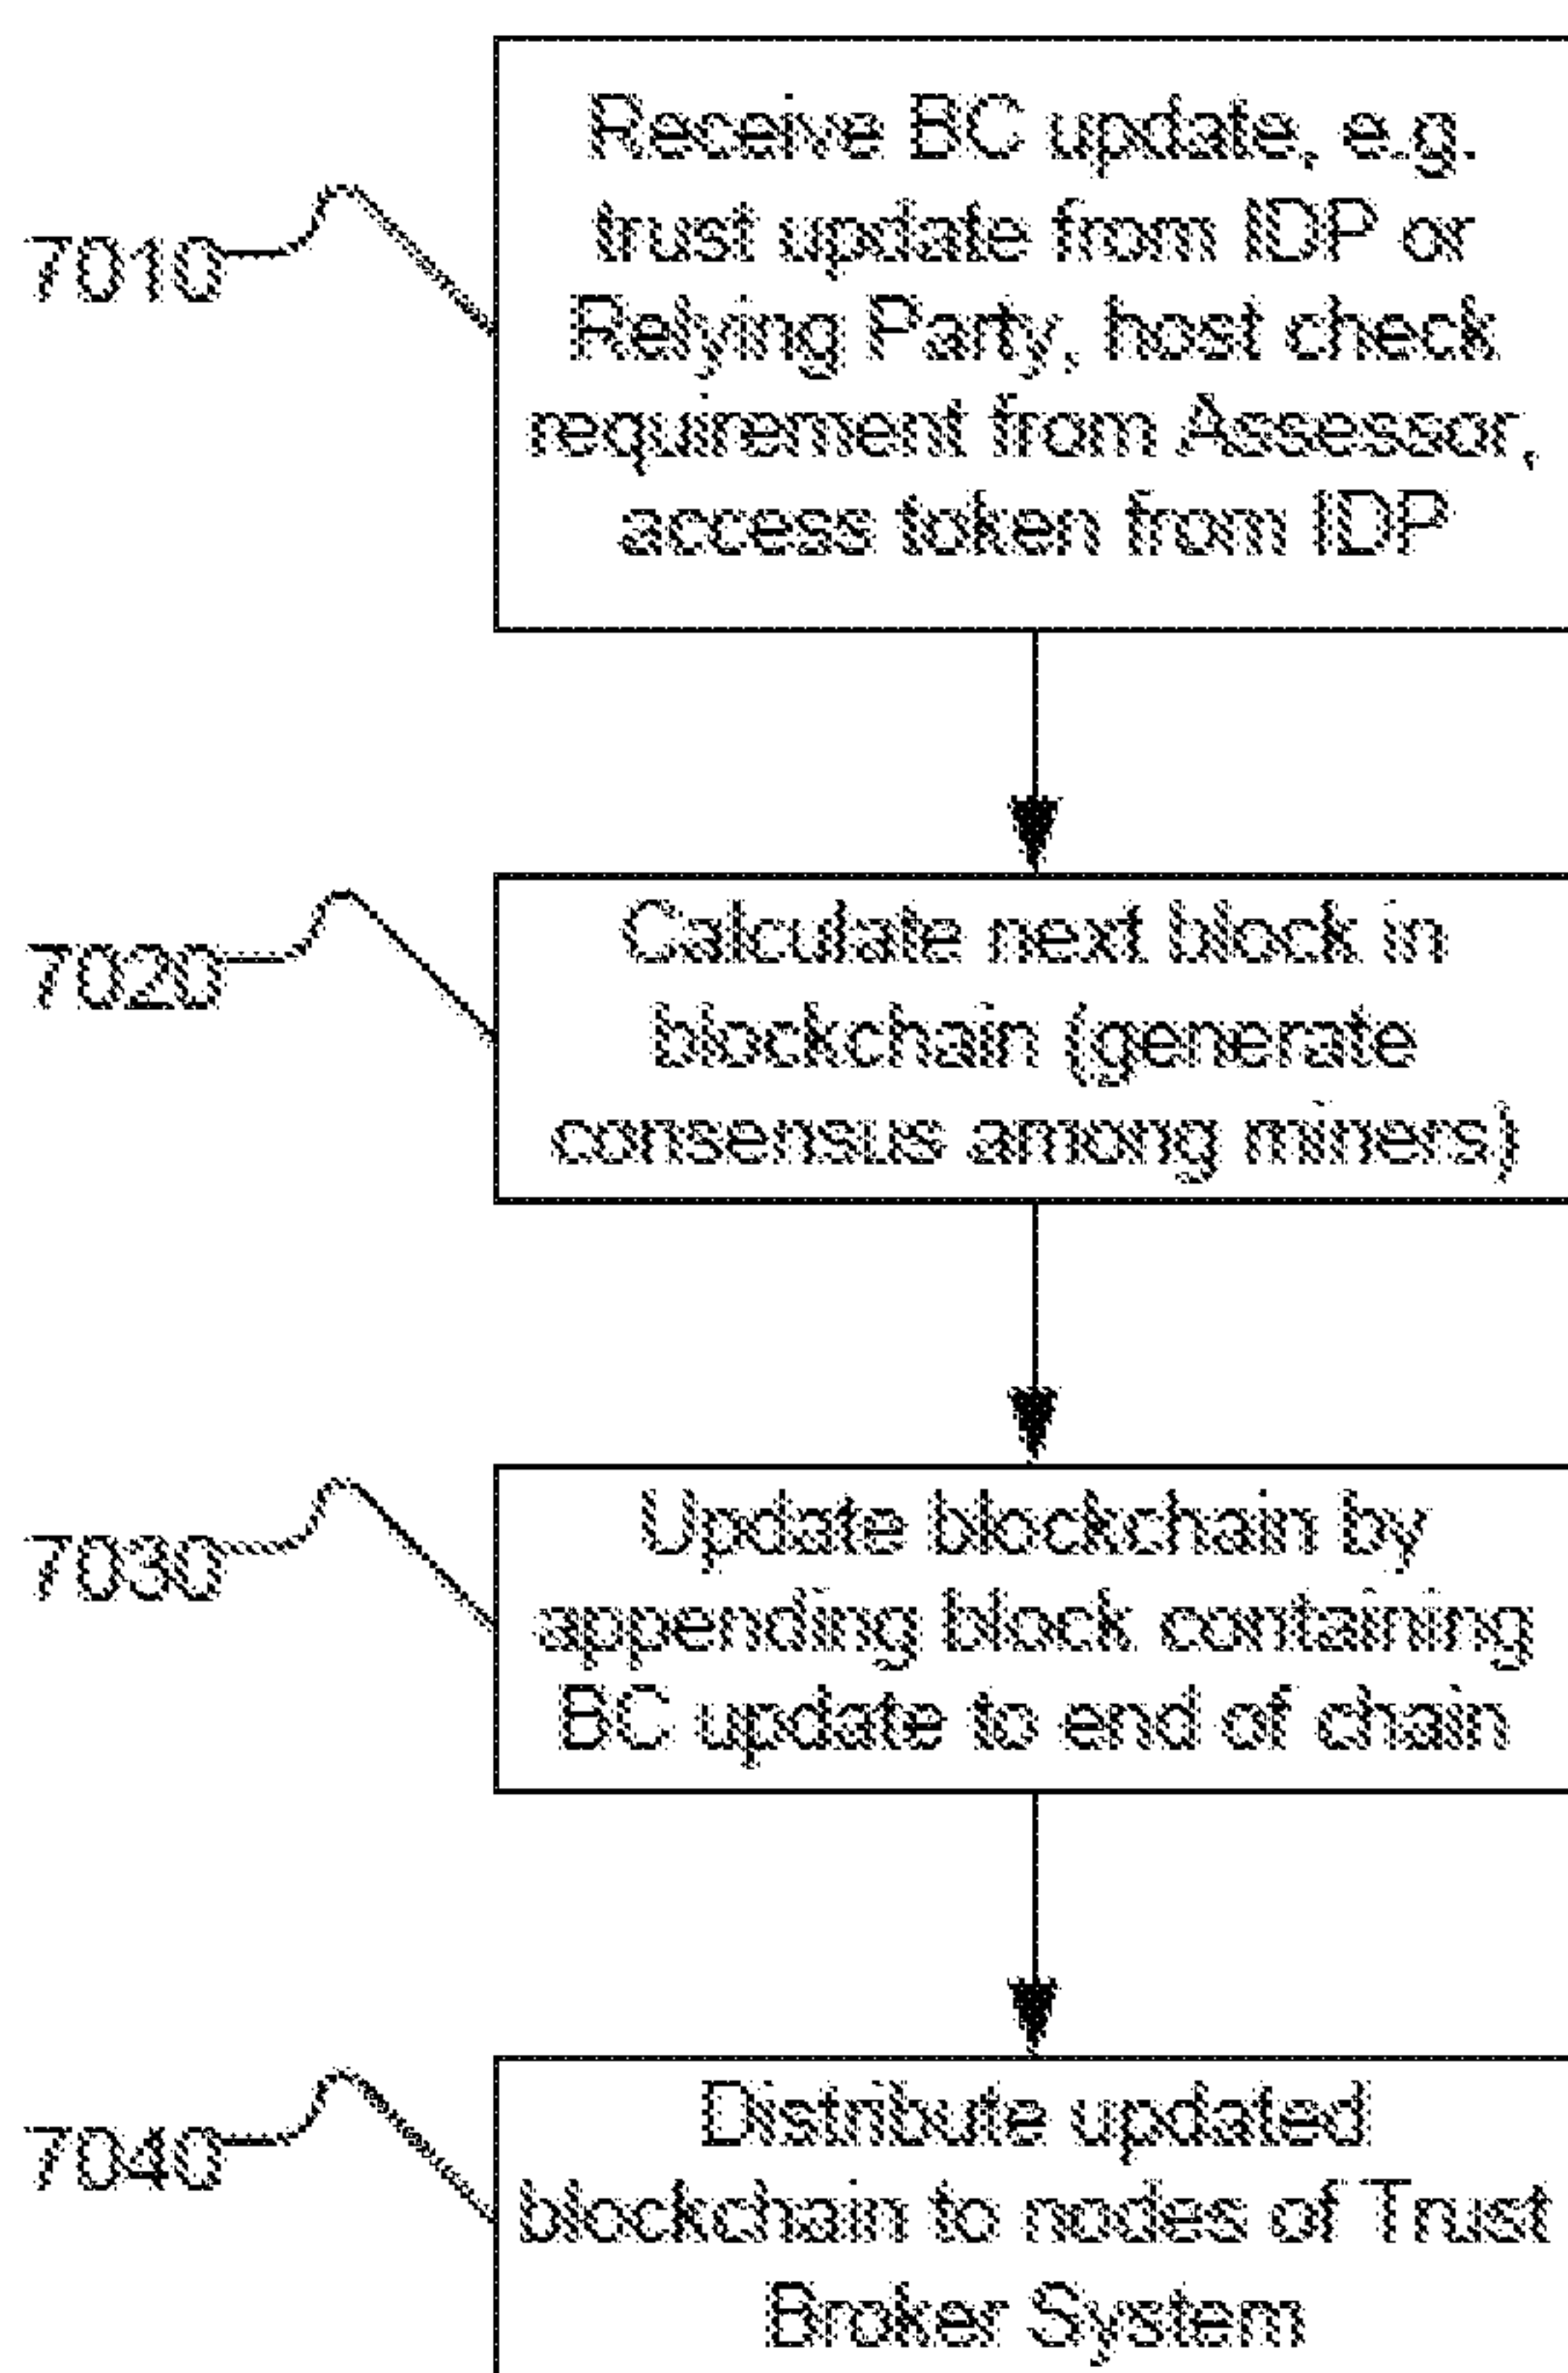 7010
Receive BC update, e.g.
trust update from IDP or
Relying Party, host check
requirement from Assessor,
access token from IDP
7020
Calculate next block in
blockchain (generate
consensus among miners)
7030
Update blockchain by
appending block containing
BC update to end of chain
7040
Distribute updated
blockchain to nodes of Trust
Broker System